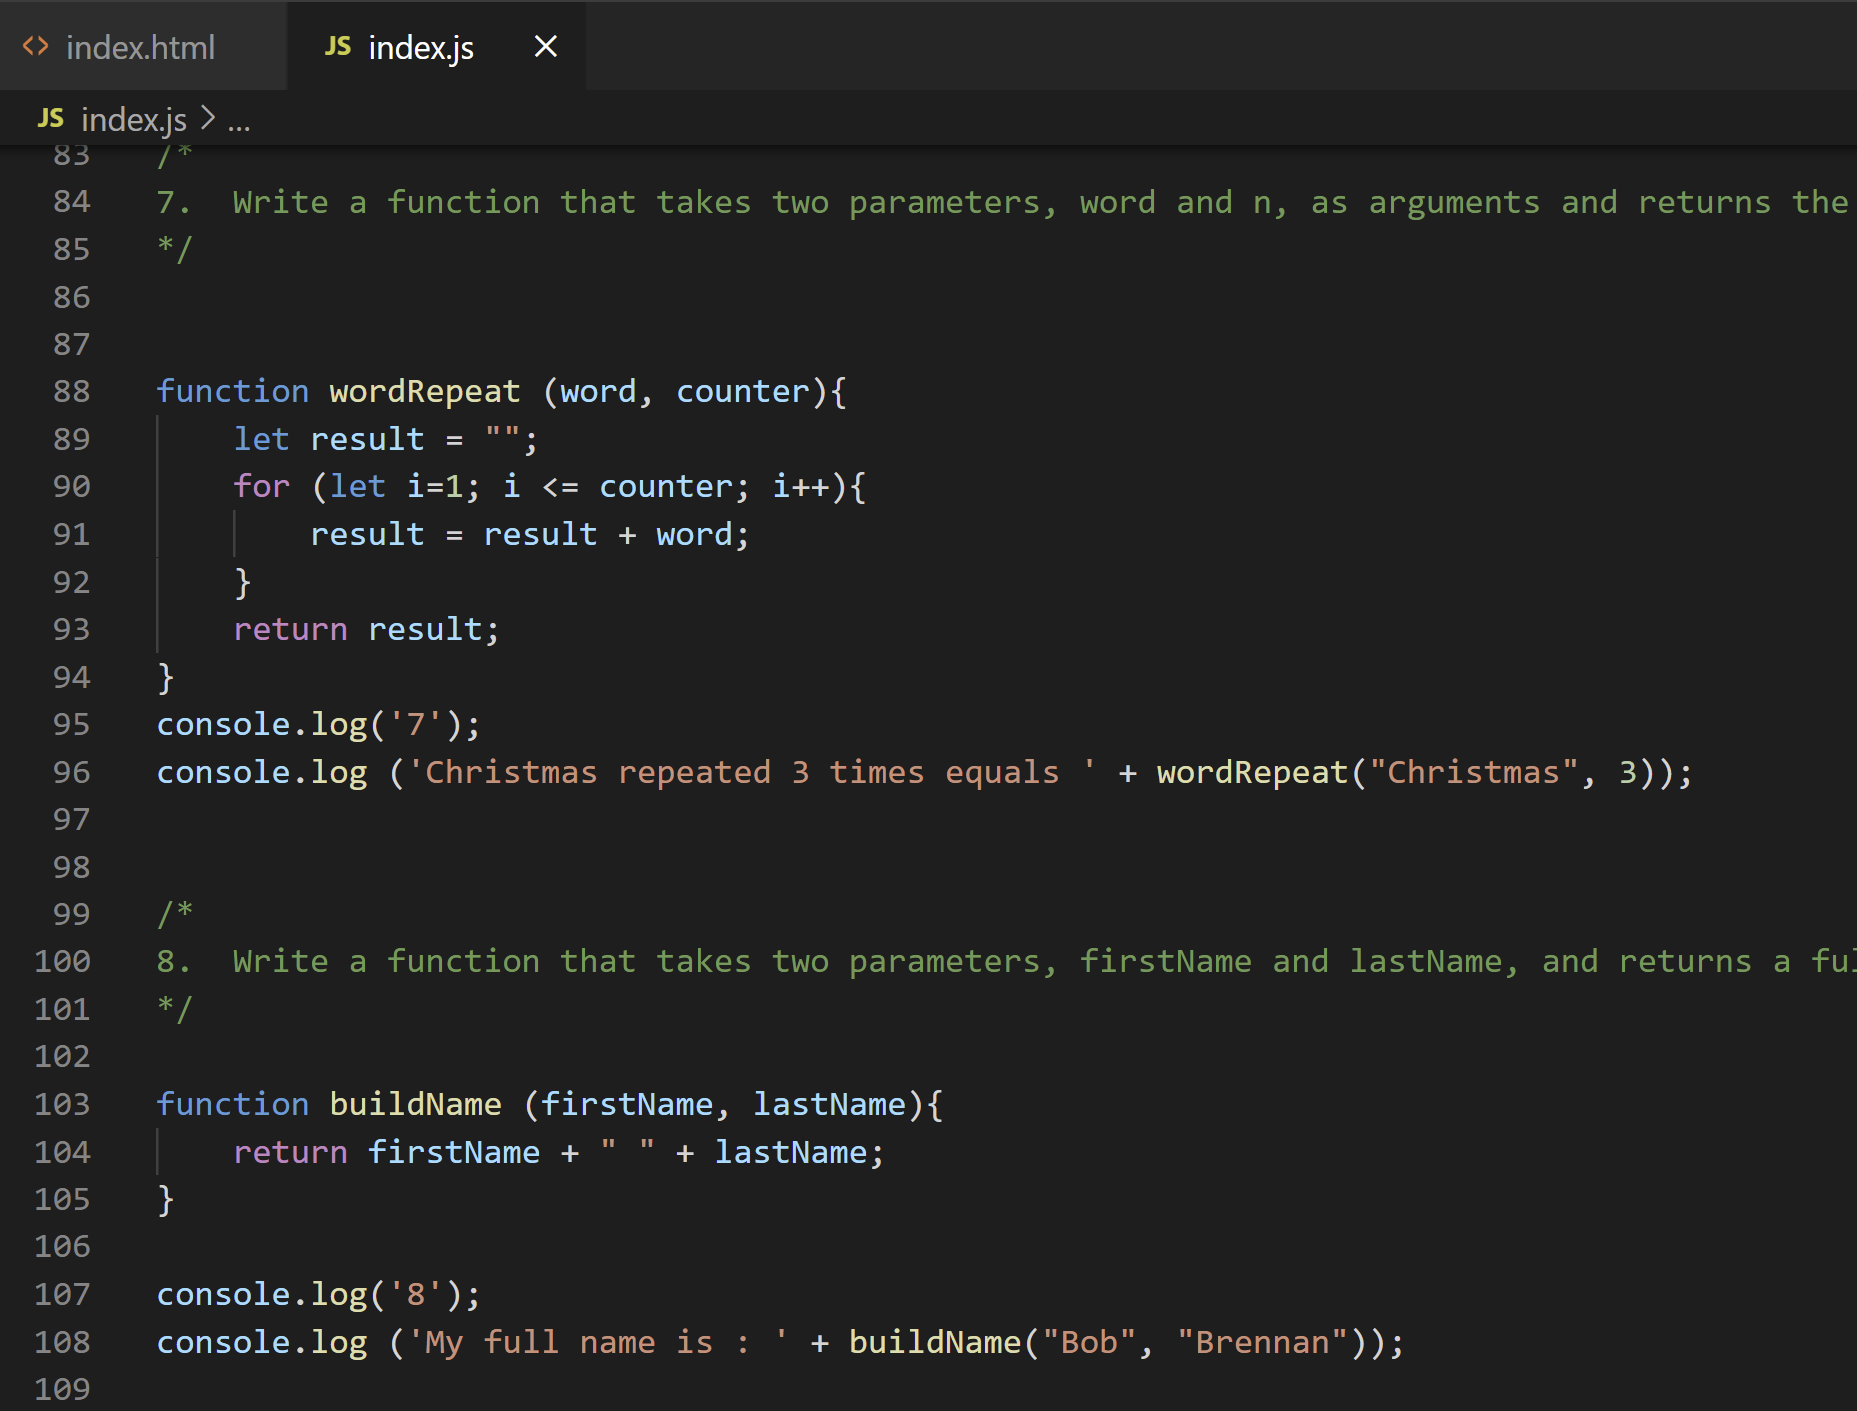 <> index.html JS index.js ×
JS index.js > ...
83 /*
84 7.  Write a function that takes two parameters, word and n, as arguments and returns the
85 */
86
87
88 function wordRepeat (word, counter){
89     let result = "";
90     for (let i=1; i <= counter; i++){
91         result = result + word;
92     }
93     return result;
94 }
95 console.log('7');
96 console.log ('Christmas repeated 3 times equals ' + wordRepeat("Christmas", 3));
97
98
99 /*
100 8.  Write a function that takes two parameters, firstName and lastName, and returns a
101 */
102
103 function buildName (firstName, lastName){
104     return firstName + " " + lastName;
105 }
106
107 console.log('8');
108 console.log ('My full name is : ' + buildName("Bob", "Brennan"));
109